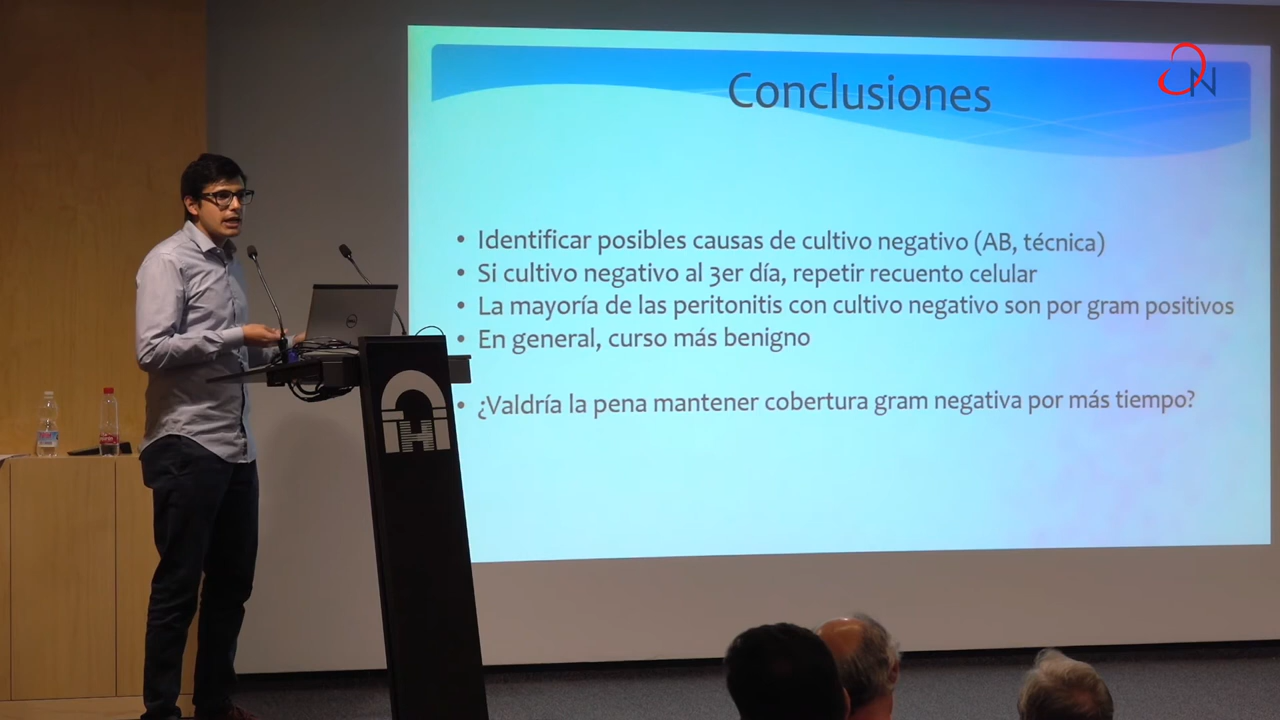 Conclusiones
N
• Identificar posibles causas de cultivo negativo (AB, técnica)
• Si cultivo negativo al 3er día, repetir recuento celular
• La mayoría de las peritonitis con cultivo negativo son por gram positivos
• En general, curso más benigno
• ¿Valdría la pena mantener cobertura gram negativa por más tiempo?
DELL
H